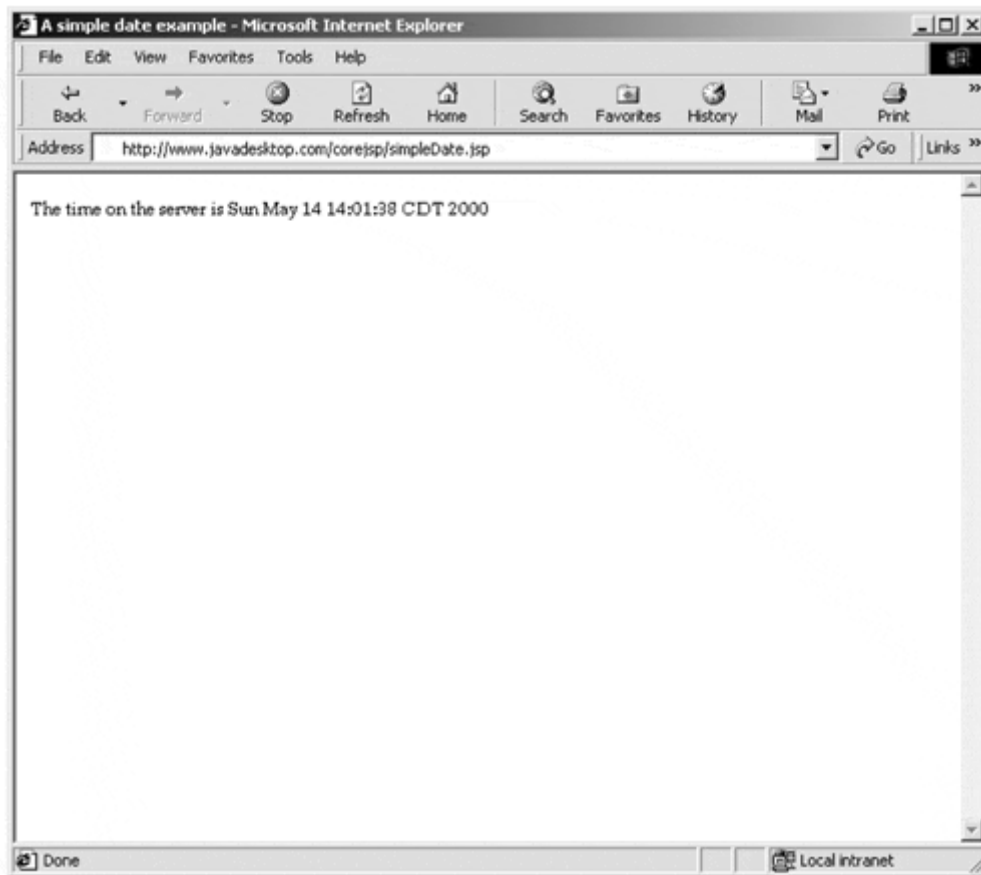 A simple date example - Microsoft Internet Explorer
File Edit View Favorites Tools Help
Back Forward Stop Refresh Home Search Favorites History Mail Print »
Address http://www.javadesktop.com/corejsp/simpleDate.jsp Go Links »
The time on the server is Sun May 14 14:01:38 CDT 2000
Done Local intranet